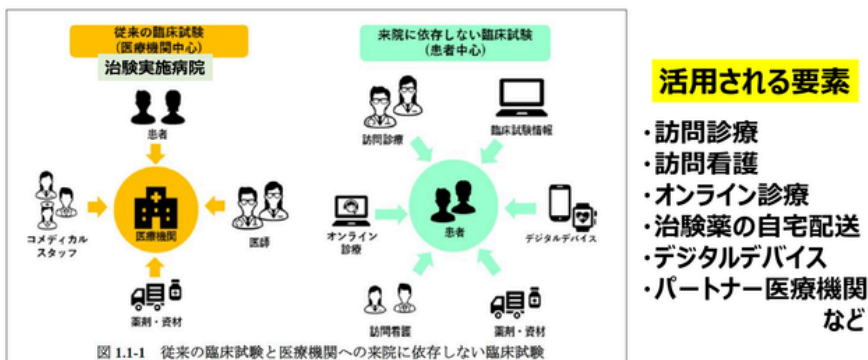 従来の臨床試験
(医療機関中心)
治験実施病院
患者
コメディカル
スタッフ
医療機関
医師
薬剤・資材
来院に依存しない臨床試験
(患者中心)
訪問診療
臨床試験情報
オンライン
診療
患者
デジタルデバイス
訪問看護
薬剤・資材
図 1.1-1 従来の臨床試験と医療機関への来院に依存しない臨床試験
活用される要素
・訪問診療
・訪問看護
・オンライン診療
・治験薬の自宅配送
・デジタルデバイス
・パートナー医療機関
など